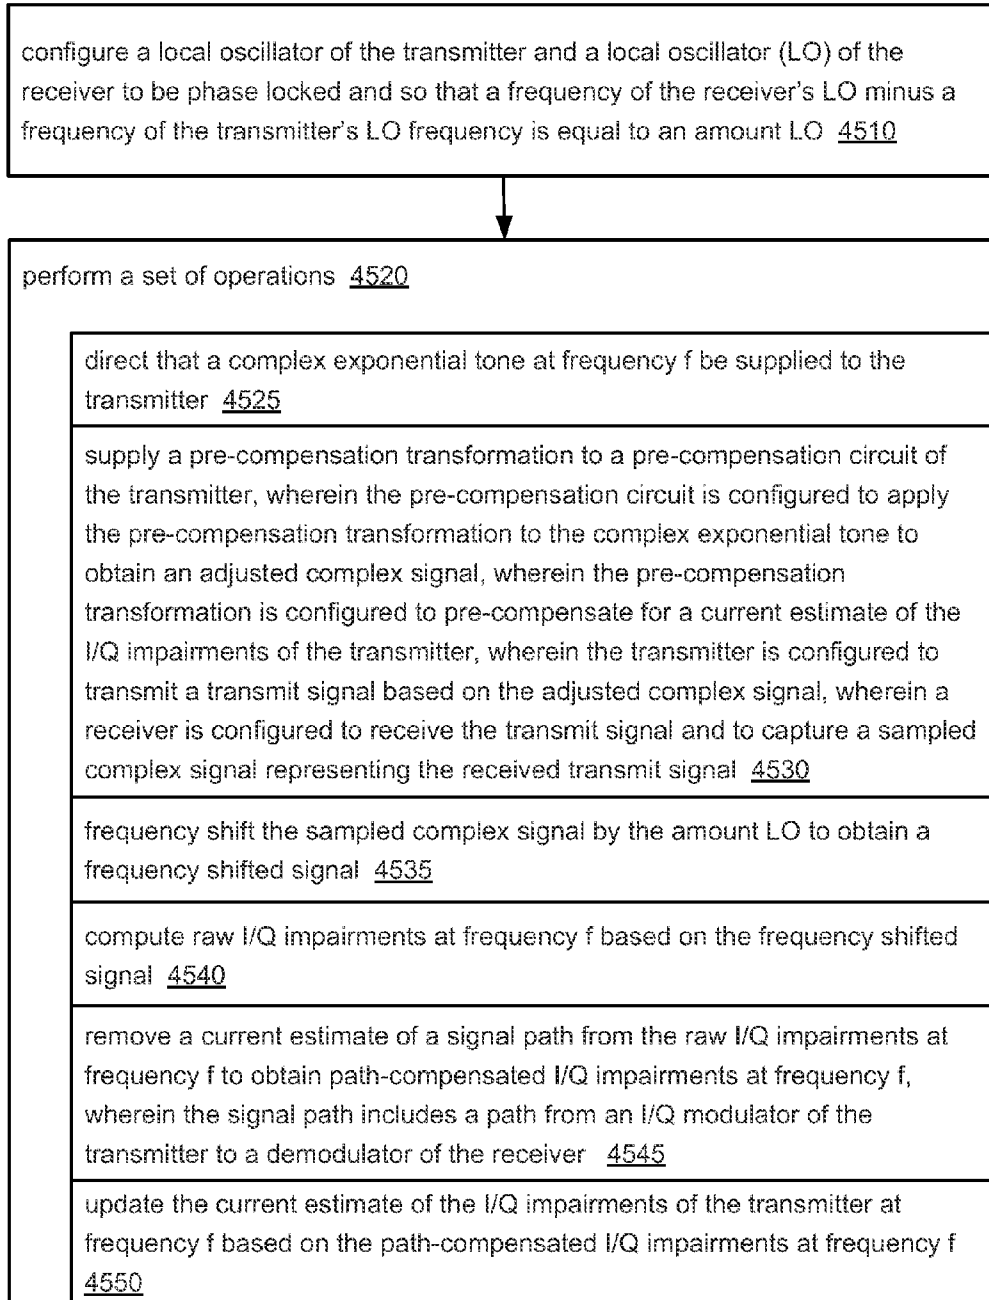 configure a local oscillator of the transmitter and a local oscillator (LO) of the
receiver to be phase locked and so that a frequency of the receiver's LO minus a
frequency of the transmitter's LO frequency is equal to an amount LO 4510
perform a set of operations 4520
direct that a complex exponential tone at frequency f be supplied to the
transmitter 4525
supply a pre-compensation transformation to a pre-compensation circuit of
the transmitter, wherein the pre-compensation circuit is configured to apply
the pre-compensation transformation to the complex exponential tone to
obtain an adjusted complex signal, wherein the pre-compensation
transformation is configured to pre-compensate for a current estimate of the
I/Q impairments of the transmitter, wherein the transmitter is configured to
transmit a transmit signal based on the adjusted complex signal, wherein a
receiver is configured to receive the transmit signal and to capture a sampled
complex signal representing the received transmit signal 4530
frequency shift the sampled complex signal by the amount LO to obtain a
frequency shifted signal 4535
compute raw I/Q impairments at frequency f based on the frequency shifted
signal 4540
remove a current estimate of a signal path from the raw I/Q impairments at
frequency f to obtain path-compensated I/Q impairments at frequency f,
wherein the signal path includes a path from an I/Q modulator of the
transmitter to a demodulator of the receiver 4545
update the current estimate of the I/Q impairments of the transmitter at
frequency f based on the path-compensated I/Q impairments at frequency f
4550